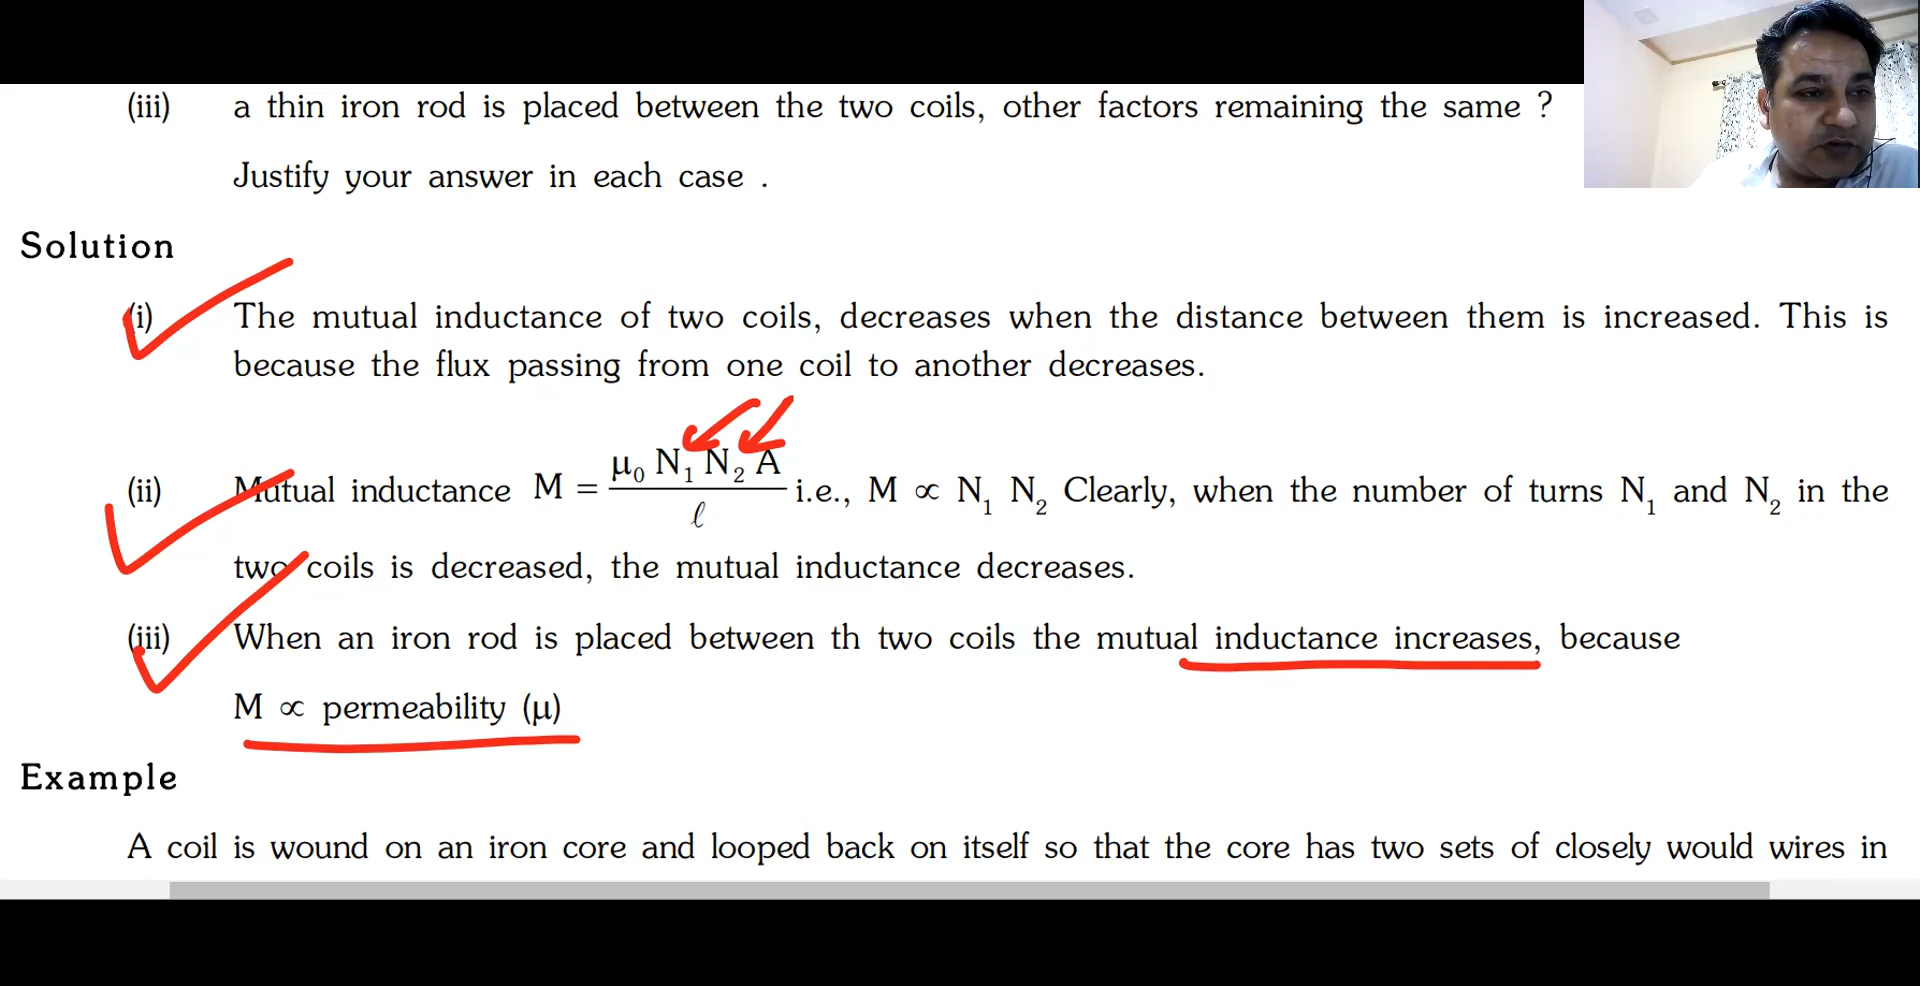 (iii) a thin iron rod is placed between the two coils, other factors remaining the same ?
Justify your answer in each case .
Solution
(i) The mutual inductance of two coils, decreases when the distance between them is increased. This is
because the flux passing from one coil to another decreases.
(ii) Mutual inductance M = μ₀ N₁ N₂ A / ℓ i.e., M ∝ N₁ N₂ Clearly, when the number of turns N₁ and N₂ in the
two coils is decreased, the mutual inductance decreases.
(iii) When an iron rod is placed between th two coils the mutual inductance increases, because
M ∝ permeability (μ)
Example
A coil is wound on an iron core and looped back on itself so that the core has two sets of closely would wires in